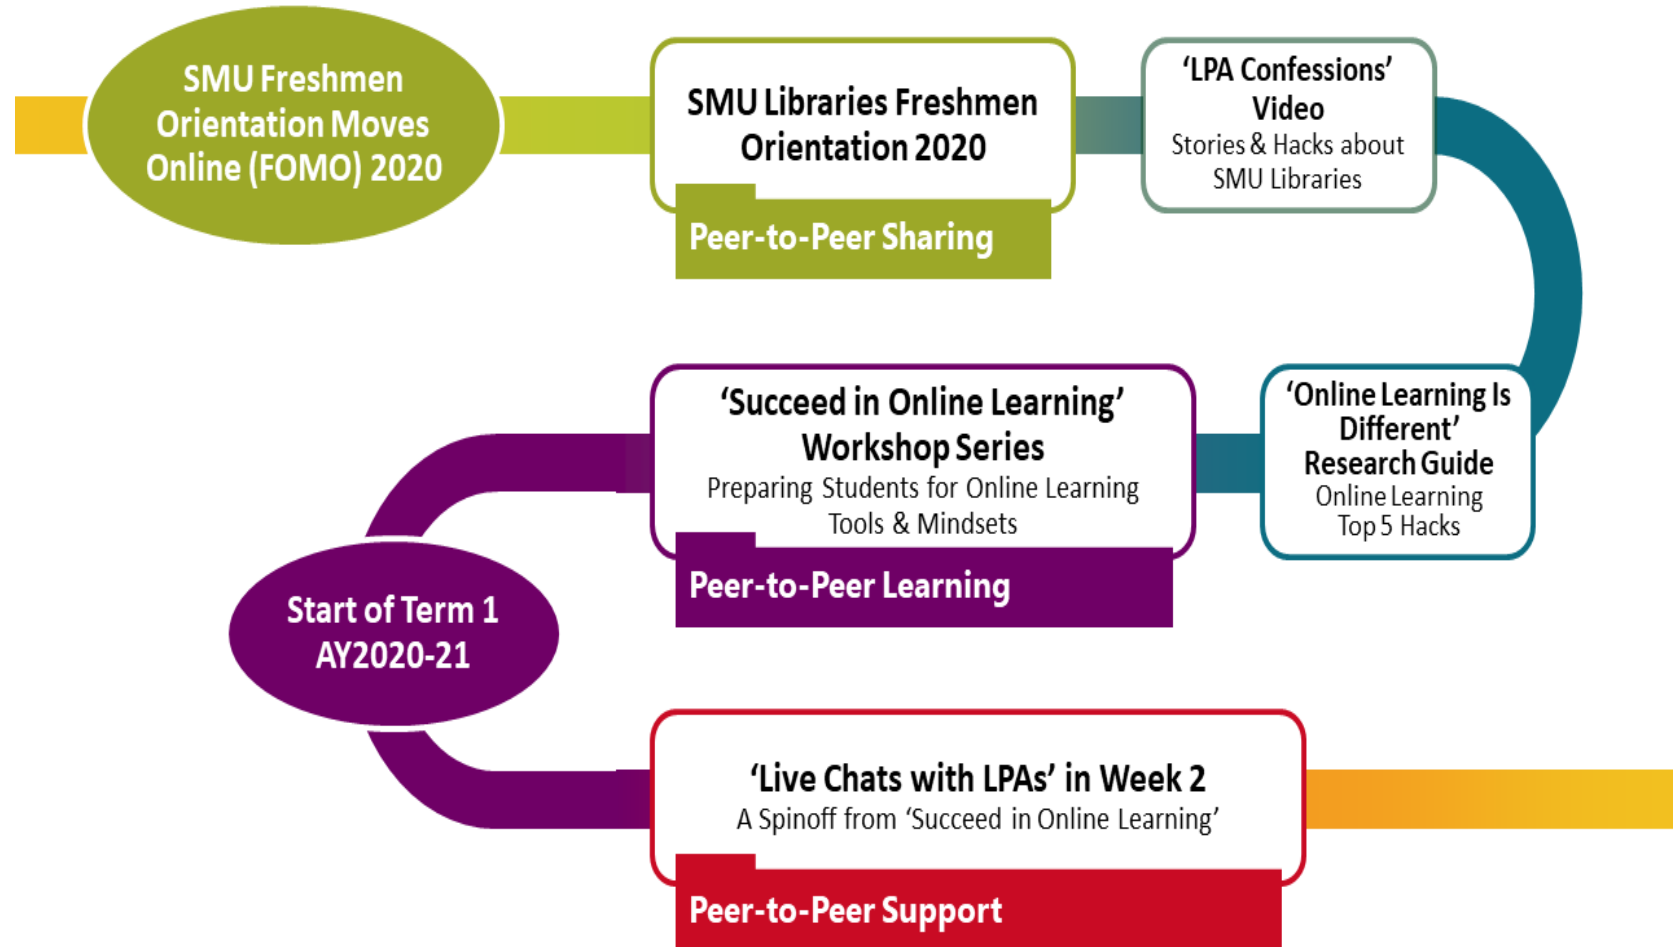 SMU Freshmen
Orientation Moves
Online (FOMO) 2020
SMU Libraries Freshmen
Orientation 2020
Peer-to-Peer Sharing
‘LPA Confessions’
Video
Stories & Hacks about
SMU Libraries
‘Online Learning Is
Different’
Research Guide
Online Learning
Top 5 Hacks
‘Succeed in Online Learning’
Workshop Series
Preparing Students for Online Learning
Tools & Mindsets
Peer-to-Peer Learning
Start of Term 1
AY2020-21
‘Live Chats with LPAs’ in Week 2
A Spinoff from ‘Succeed in Online Learning’
Peer-to-Peer Support